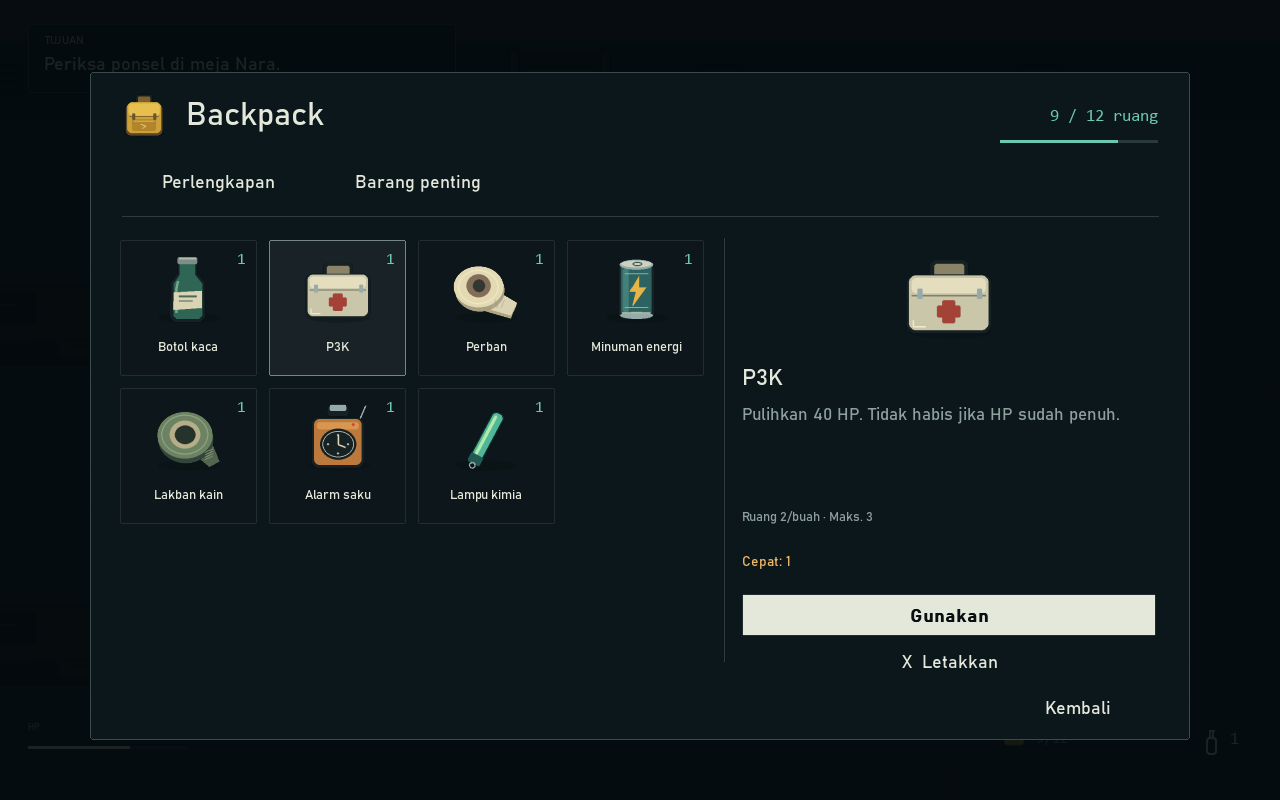 TUJUAN
Periksa ponsel di meja Nara.
Backpack
9 / 12 ruang
Perlengkapan
Barang penting
1
1
1
1
Botol kaca
P3K
Perban
Minuman energi
1
1
1
Lakban kain
Alarm saku
Lampu kimia
P3K
Pulihkan 40 HP. Tidak habis jika HP sudah penuh.
Ruang 2/buah · Maks. 3
Cepat: 1
Gunakan
X Letakkan
Kembali
HP
1